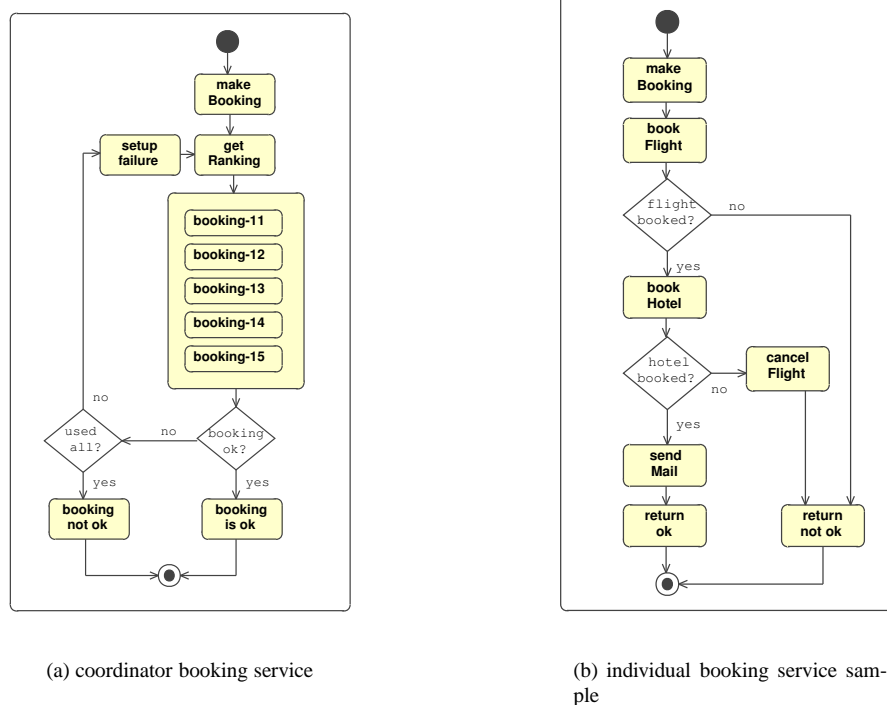 make
Booking
setup
failure
get
Ranking
booking-11
booking-12
booking-13
booking-14
booking-15
no
used
all?
no
booking
ok?
yes
yes
booking
not ok
booking
is ok
(a) coordinator booking service
make
Booking
book
Flight
flight
booked?
no
yes
book
Hotel
hotel
booked?
no
cancel
Flight
yes
send
Mail
return
ok
return
not ok
(b) individual booking service sam-
ple